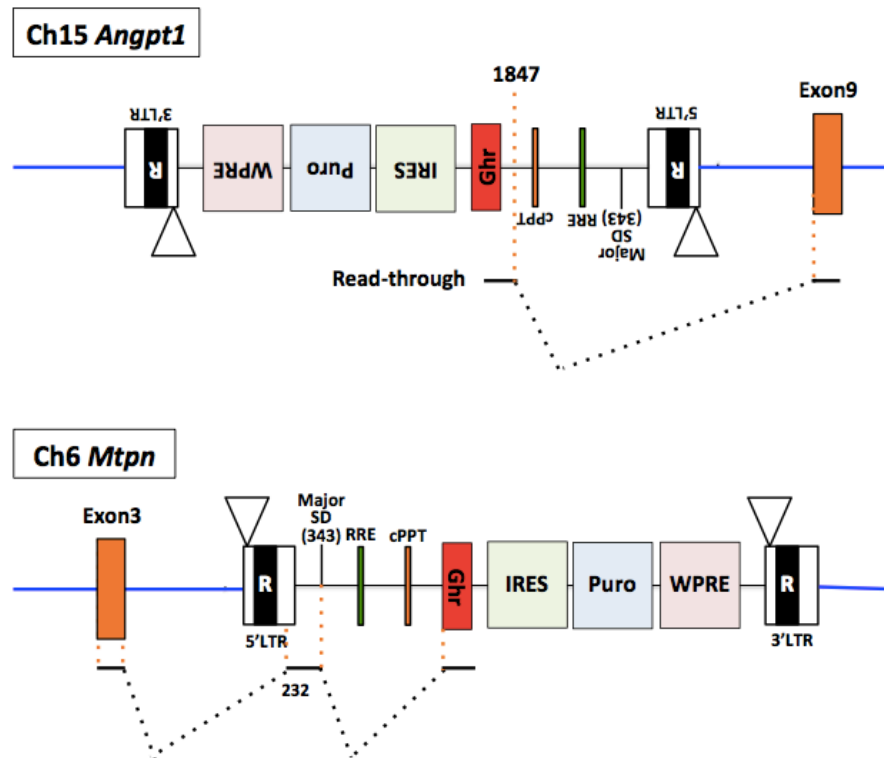 Ch15 Angpt1
1847
Exon9
3'LTR
5'LTR
R
WPRE
Puro
IRES
Ghr
R
cPPT
RRE
Major
SD
(343)
Read-through
Ch6 Mtpn
Exon3
Major
SD
(343)
RRE
cPPT
R
Ghr
IRES
Puro
WPRE
R
5'LTR
3'LTR
232